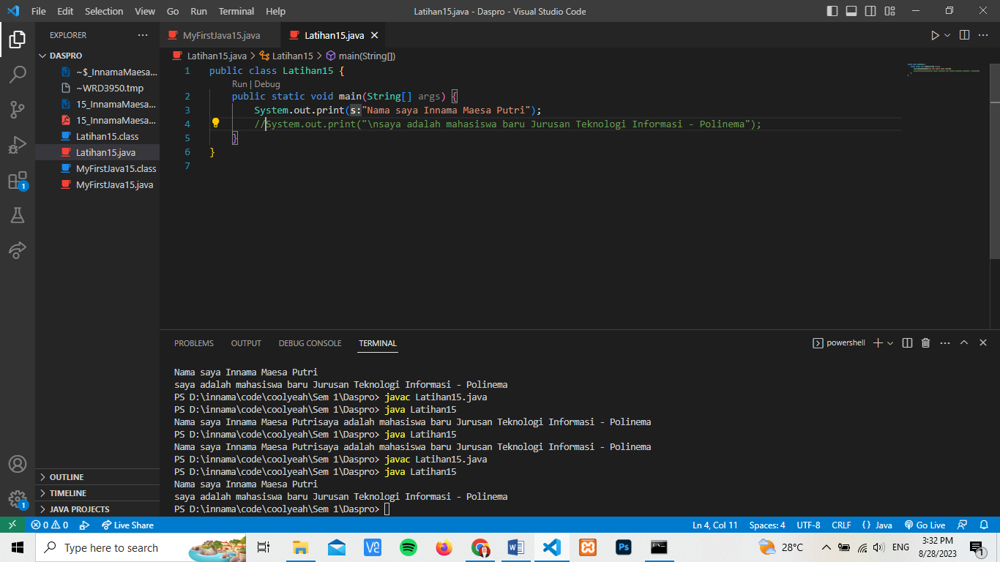 File Edit Selection View Go Run Terminal Help
Latihan15.java - Daspro - Visual Studio Code
EXPLORER
DASPRO
~$_InnamaMaesa...
~WRD3950.tmp
15_InnamaMaesa...
15_InnamaMaesa...
Latihan15.class
Latihan15.java
MyFirstJava15.class
MyFirstJava15.java
OUTLINE
TIMELINE
JAVA PROJECTS
1
1
MyFirstJava15.java Latihan15.java
Latihan15.java > Latihan15 > main(String[])
1 public class Latihan15 {
Run | Debug
2 public static void main(String[] args) {
3 System.out.print(s:"Nama saya Innama Maesa Putri");
4 //System.out.print("\nsaya adalah mahasiswa baru Jurusan Teknologi Informasi - Polinema");
5 }
6 }
7
PROBLEMS OUTPUT DEBUG CONSOLE TERMINAL
powershell
Nama saya Innama Maesa Putri
saya adalah mahasiswa baru Jurusan Teknologi Informasi - Polinema
PS D:\innama\code\coolyeah\Sem 1\Daspro> javac Latihan15.java
PS D:\innama\code\coolyeah\Sem 1\Daspro> java Latihan15
Nama saya Innama Maesa Putrisaya adalah mahasiswa baru Jurusan Teknologi Informasi - Polinema
PS D:\innama\code\coolyeah\Sem 1\Daspro> java Latihan15
Nama saya Innama Maesa Putrisaya adalah mahasiswa baru Jurusan Teknologi Informasi - Polinema
PS D:\innama\code\coolyeah\Sem 1\Daspro> javac Latihan15.java
PS D:\innama\code\coolyeah\Sem 1\Daspro> java Latihan15
Nama saya Innama Maesa Putri
saya adalah mahasiswa baru Jurusan Teknologi Informasi - Polinema
PS D:\innama\code\coolyeah\Sem 1\Daspro>
0 0 Live Share Ln 4, Col 11 Spaces: 4 UTF-8 CRLF {} Java Go Live
Type here to search
Ps
28°C
ENG
3:32 PM
8/28/2023
1